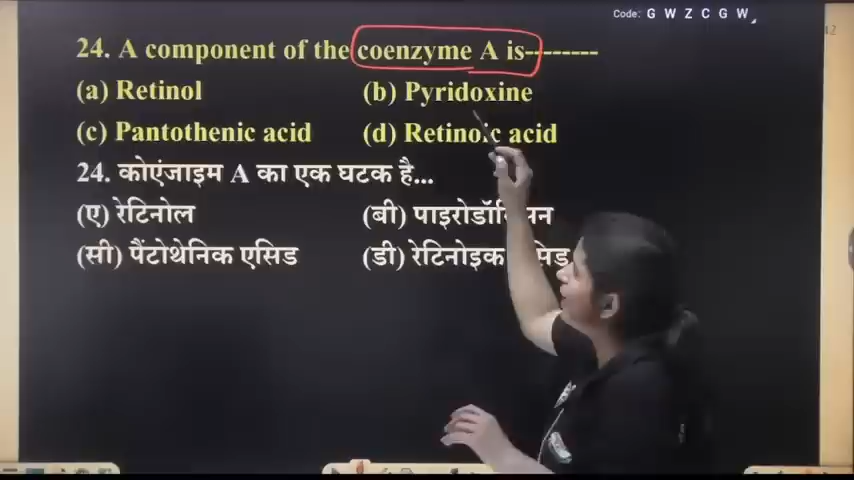 Code: G W Z C G W
12
24. A component of the coenzyme A is--------
(a) Retinol (b) Pyridoxine
(c) Pantothenic acid (d) Retinoic acid
24. कोएंजाइम A का एक घटक है...
(ए) रेटिनोल (बी)
(सी) पैंटोथेनिक एसिड (डी) रेटिनोइक